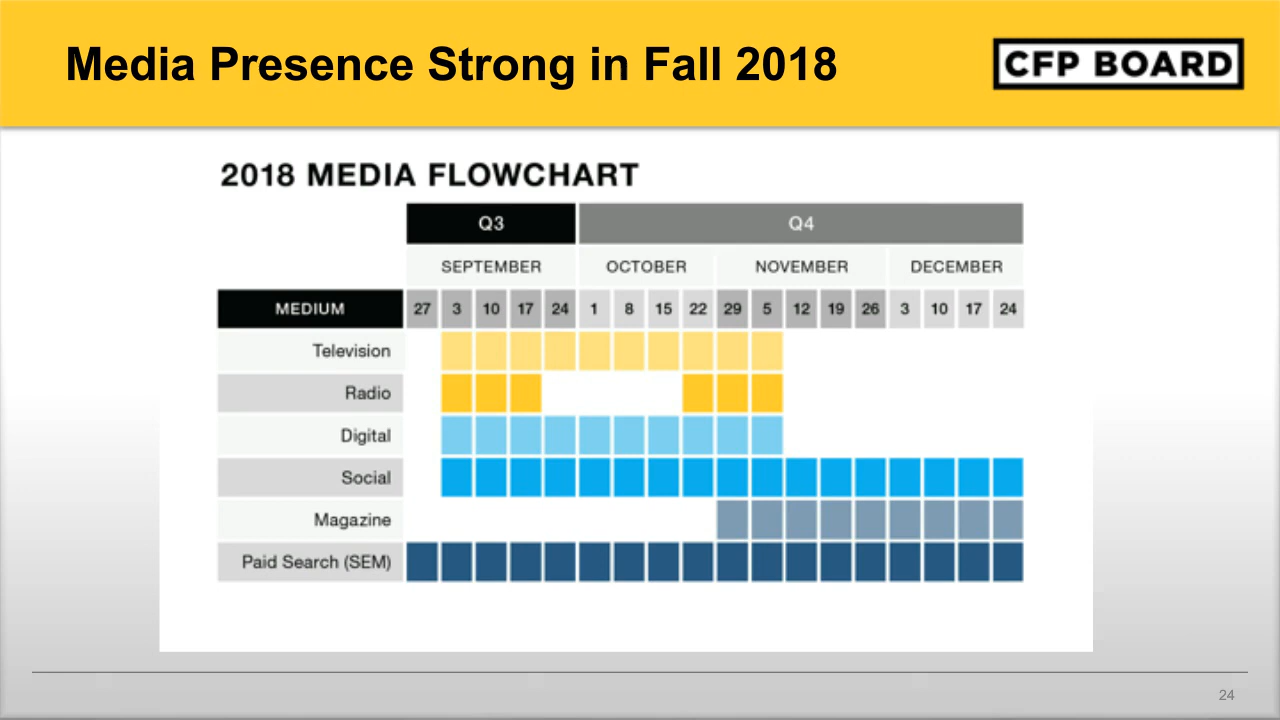 Media Presence Strong in Fall 2018
CFP BOARD
2018 MEDIA FLOWCHART
Q3 Q4
SEPTEMBER OCTOBER NOVEMBER DECEMBER
MEDIUM 27 3 10 17 24 1 8 15 22 29 5 12 19 26 3 10 17 24
Television
Radio
Digital
Social
Magazine
Paid Search (SEM)
24